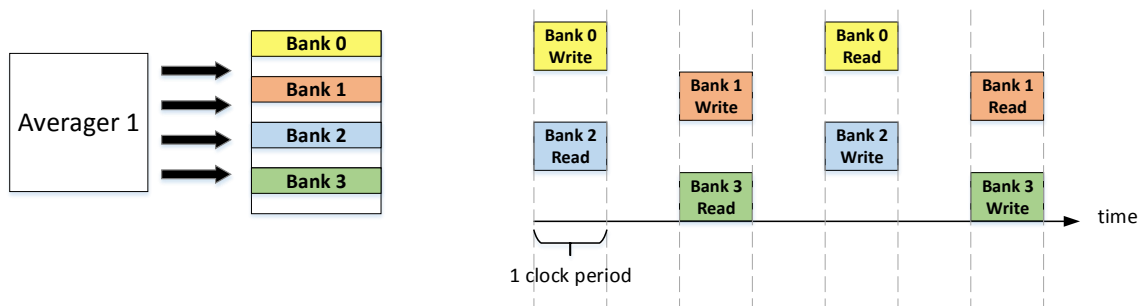 Averager 1
Bank 0
Bank 1
Bank 2
Bank 3
Bank 0
Write
Bank 2
Read
Bank 1
Write
Bank 3
Read
Bank 0
Read
Bank 2
Write
Bank 1
Read
Bank 3
Write
time
1 clock period